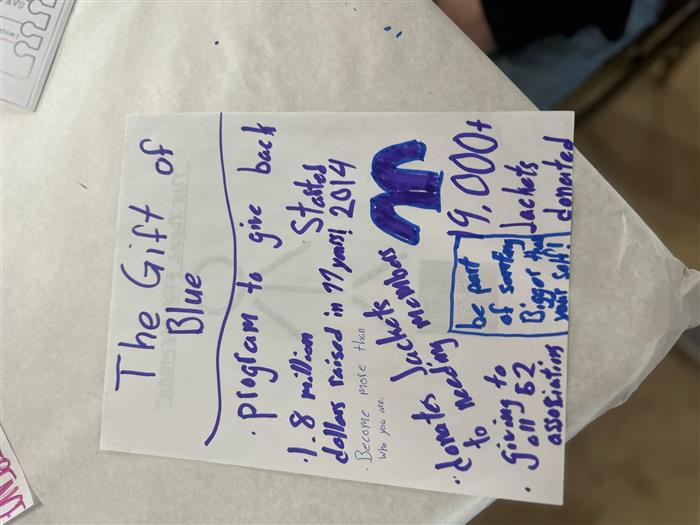 The Gift of
Blue
· program to give back
· 1.8 million
dollars raised in 11 years!
Started
2014
· Become more than
who you are.
· donates Jackets
to needing members
19,000+
Jackets
donated
be part
of something
Bigger than
your self!
· giving to
all 52
associations